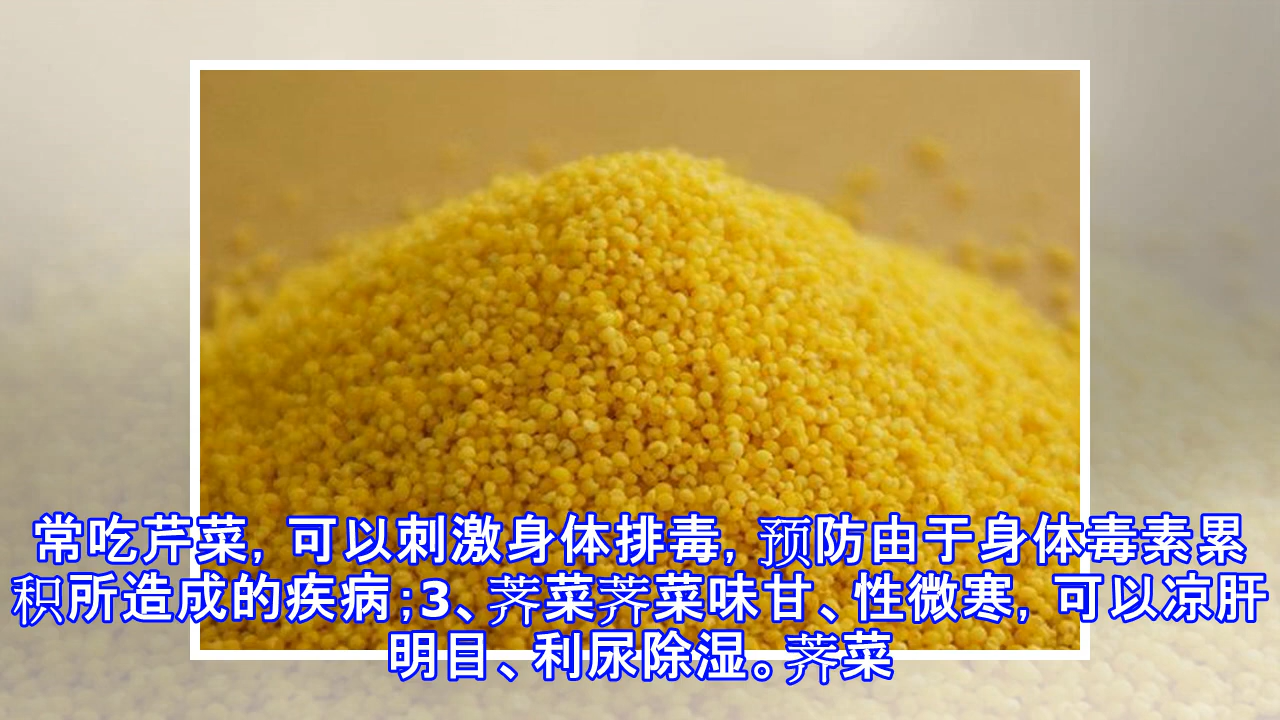 常吃芹菜, 可以刺激身体排毒, 预防由于身体毒素累
积所造成的疾病;3、荠菜荠菜味甘、性微寒, 可以凉肝
明目、利尿除湿。荠菜